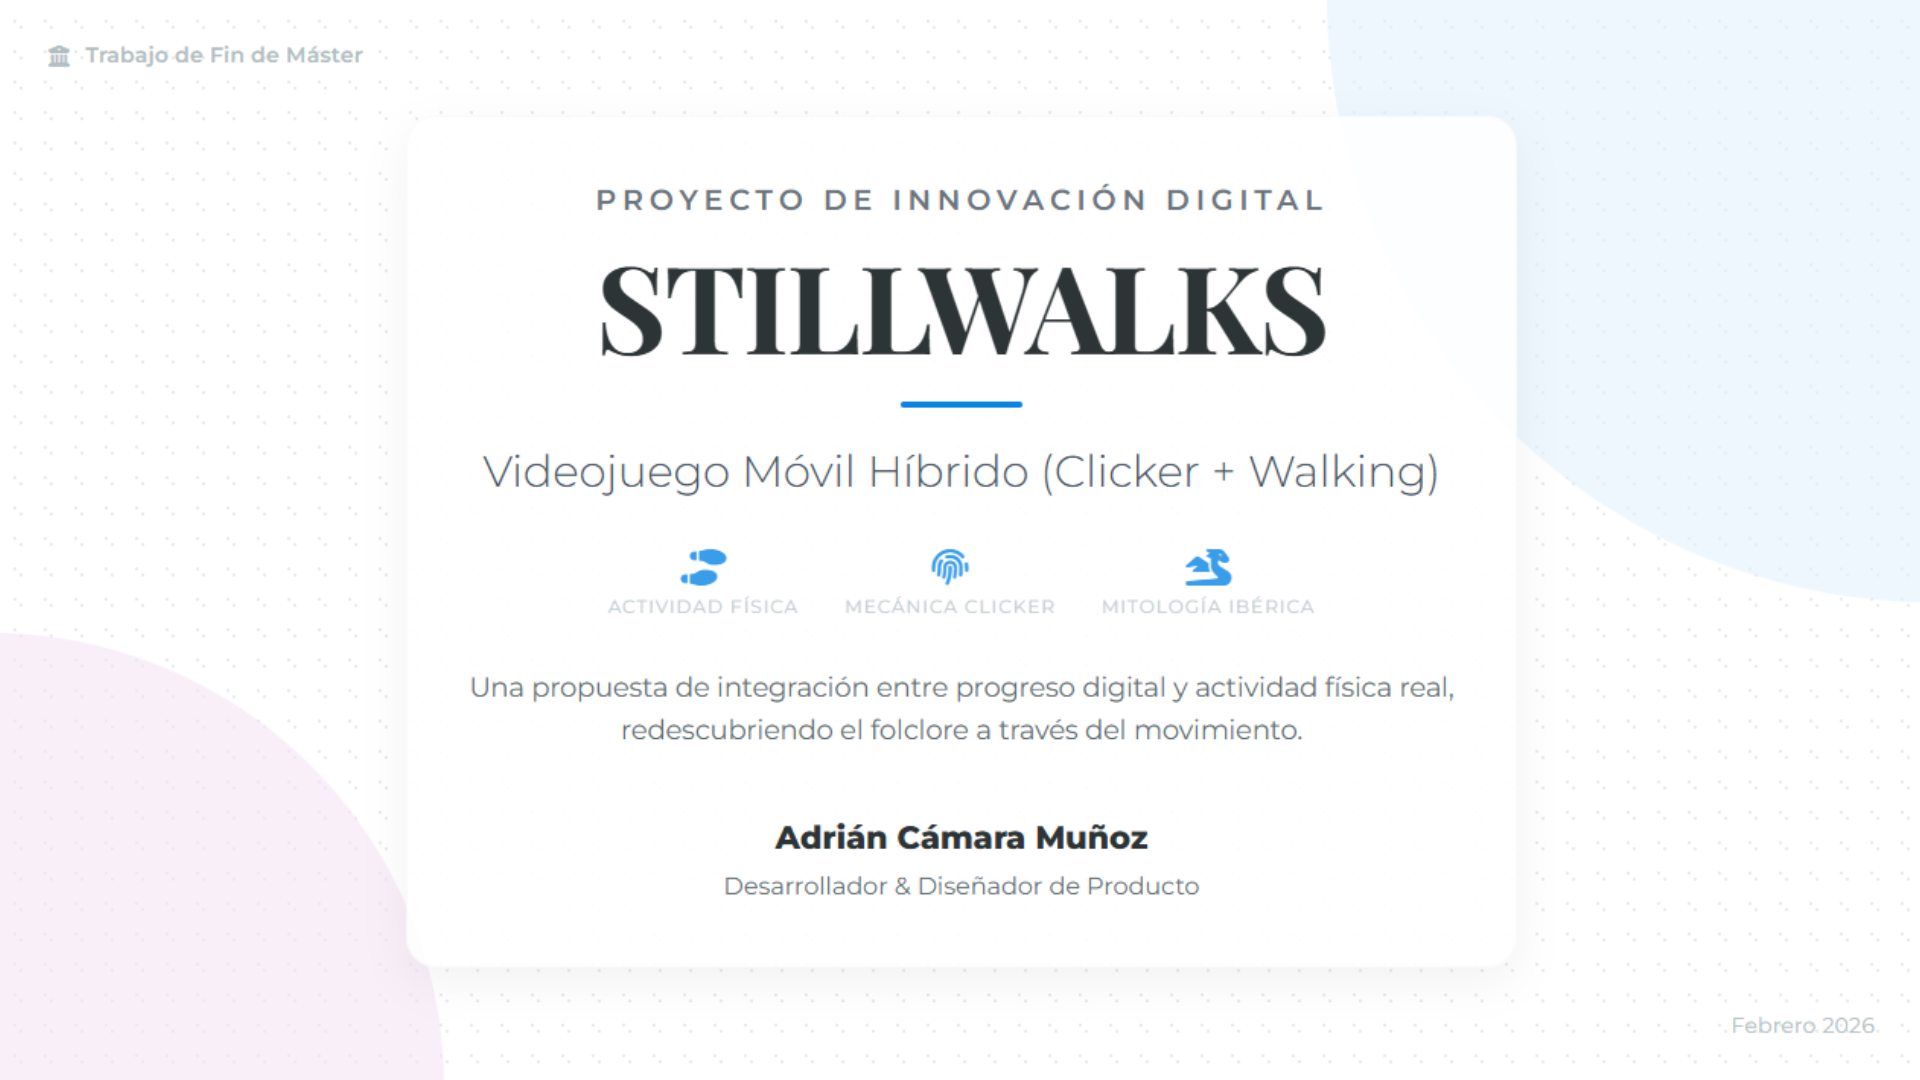 Trabajo de Fin de Máster
PROYECTO DE INNOVACIÓN DIGITAL
STILLWALKS
Videojuego Móvil Híbrido (Clicker + Walking)
ACTIVIDAD FÍSICA
MECÁNICA CLICKER
MITOLOGÍA IBÉRICA
Una propuesta de integración entre progreso digital y actividad física real,
redescubriendo el folclore a través del movimiento.
Adrián Cámara Muñoz
Desarrollador & Diseñador de Producto
Febrero 2026